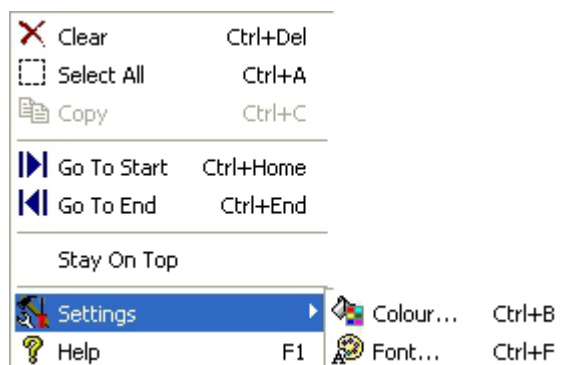 Clear Ctrl+Del
Select All Ctrl+A
Copy Ctrl+C
Go To Start Ctrl+Home
Go To End Ctrl+End
Stay On Top
Settings Colour... Ctrl+B
Help F1 Font... Ctrl+F